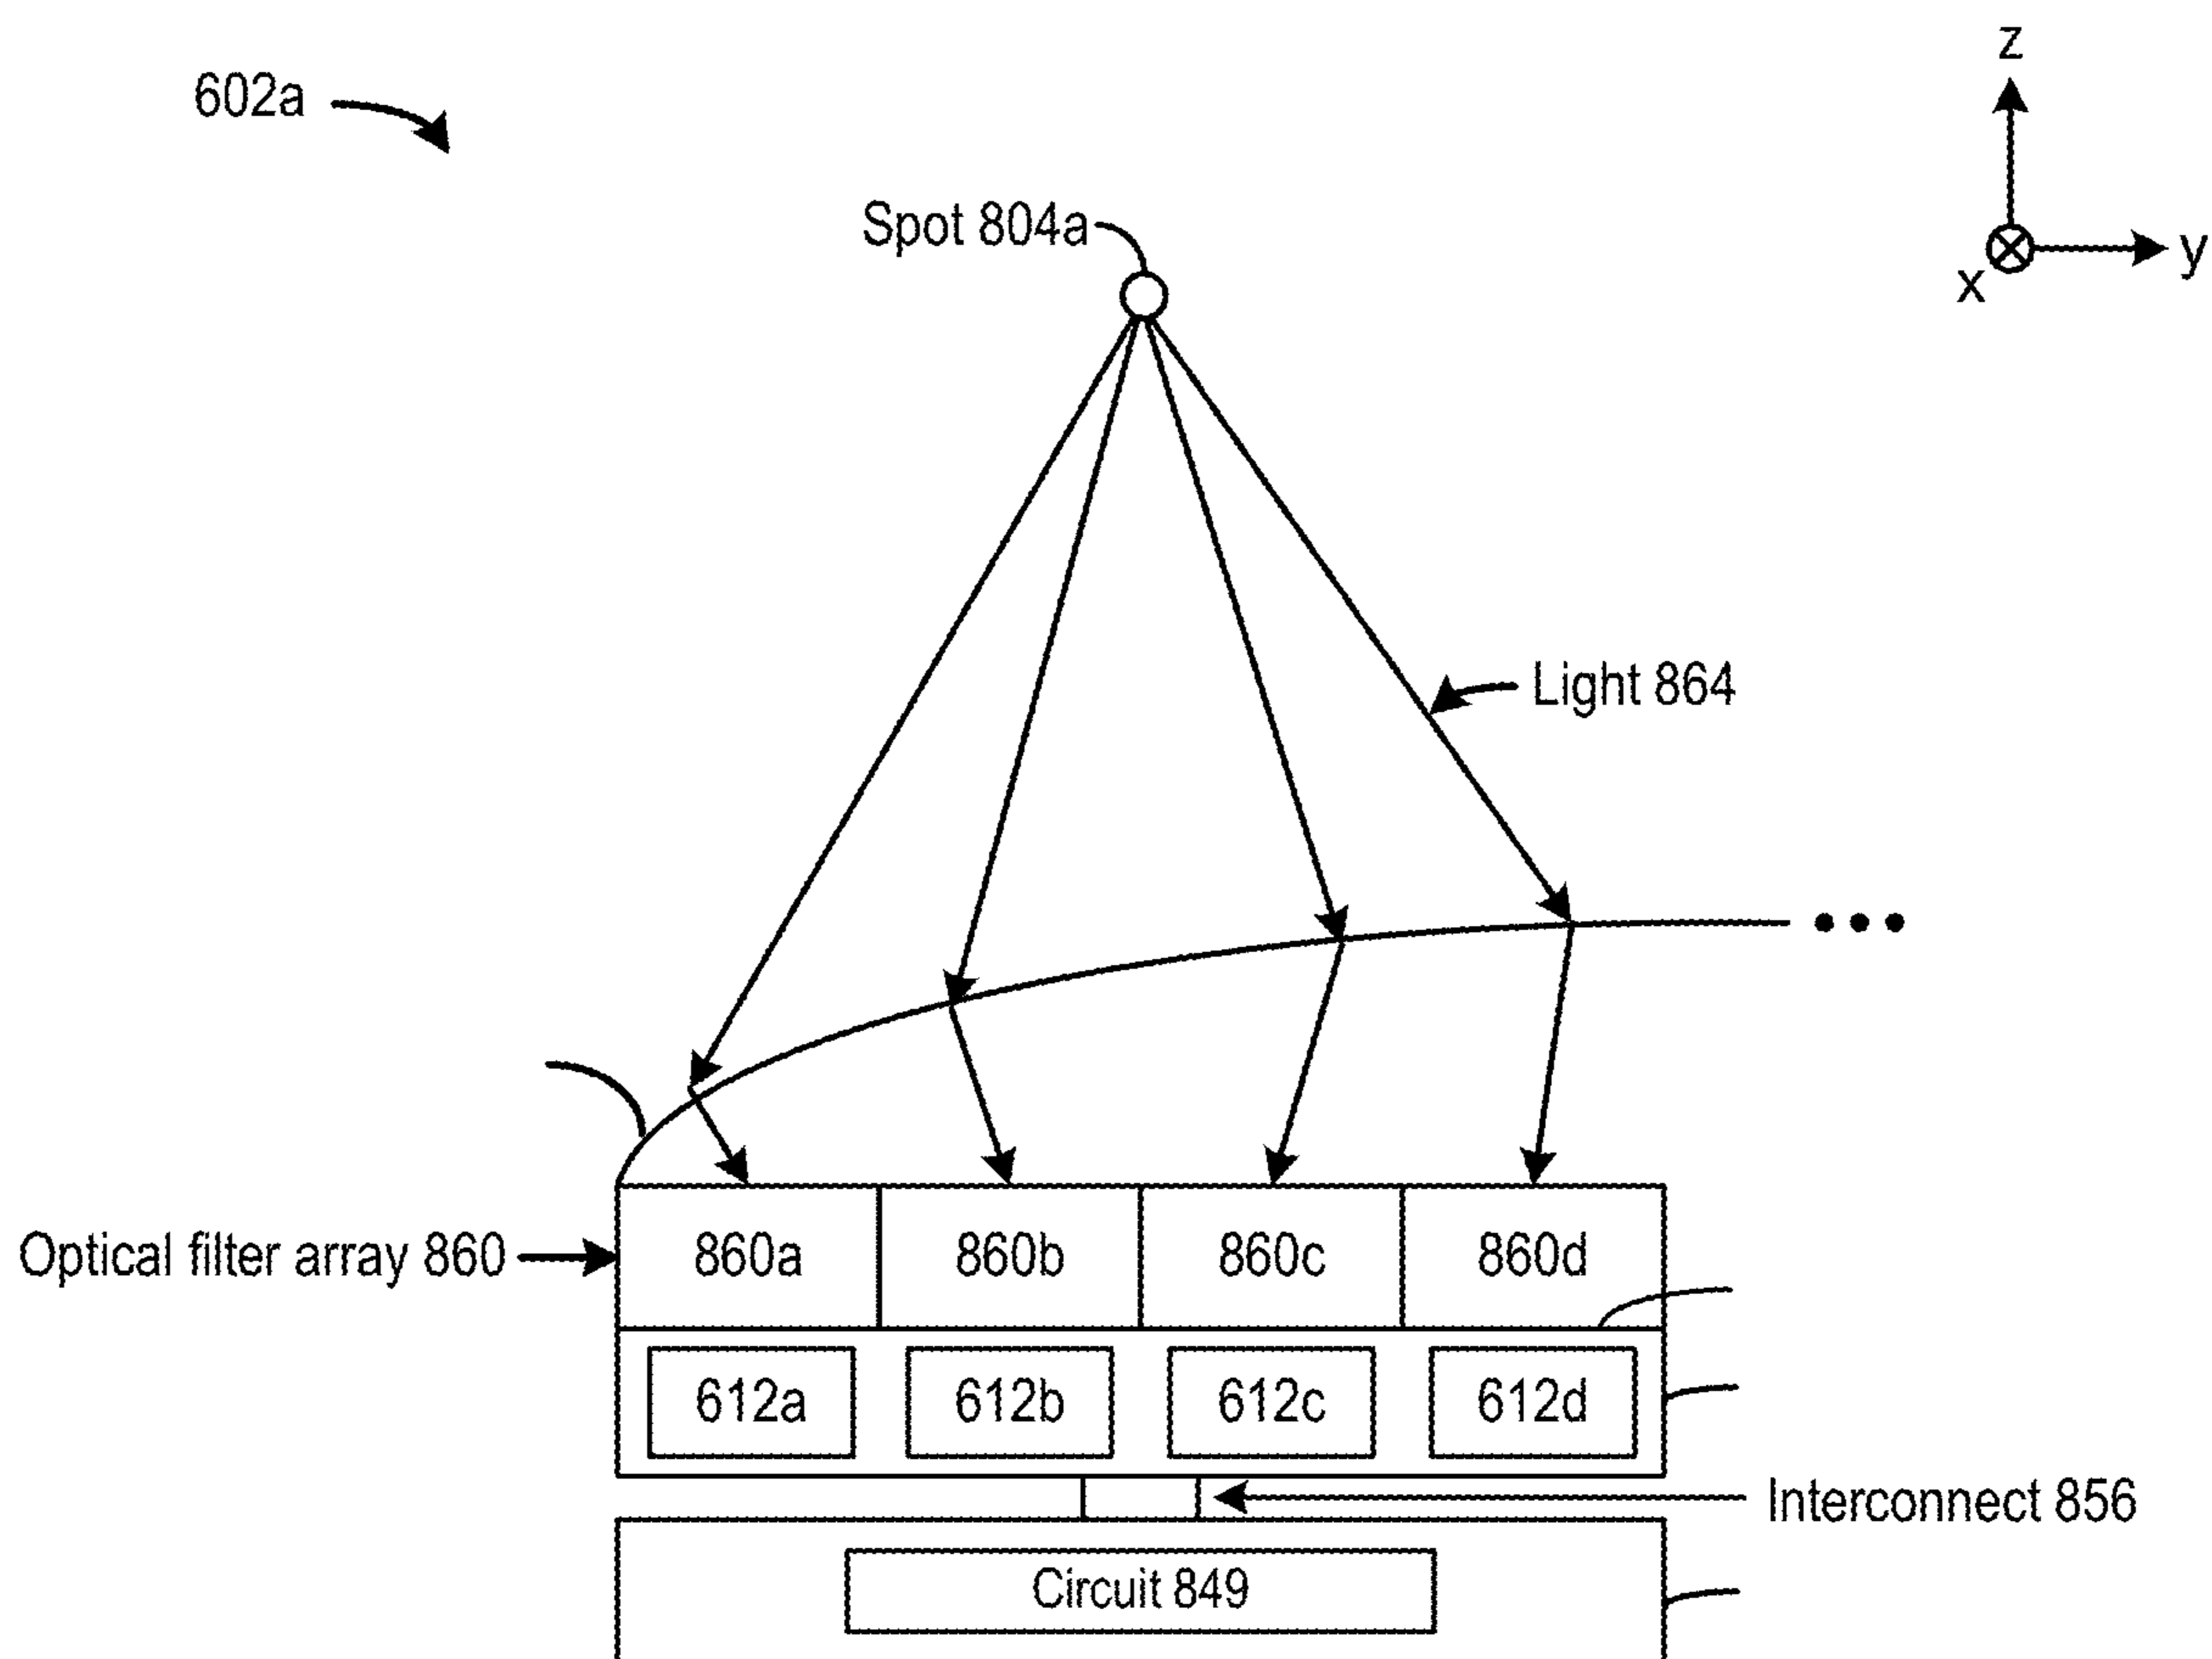 z
602a
Spot 804a
y
x
Light 864
Optical filter array 860
860a
860b
860c
860d
612a
612b
612c
612d
Interconnect 856
Circuit 849